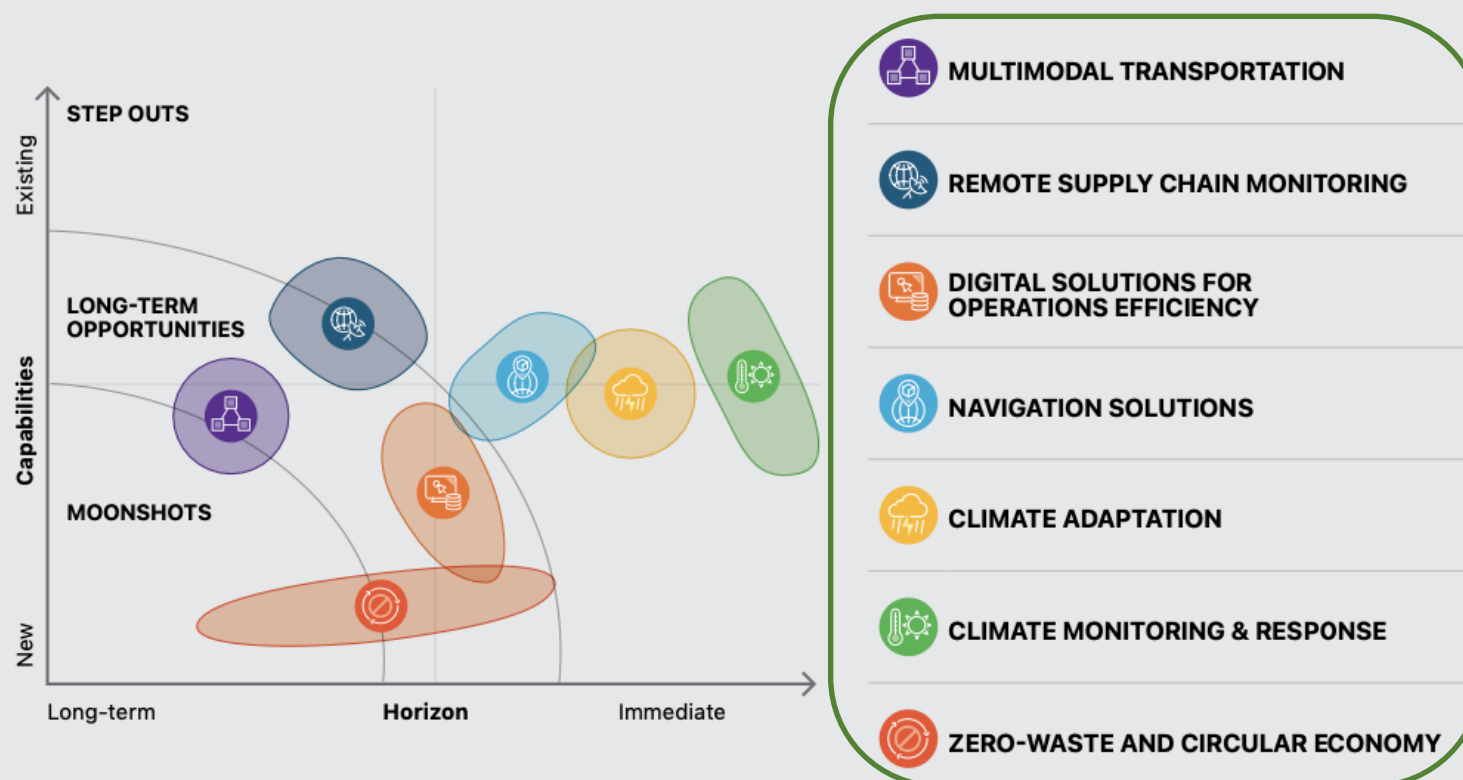 STEP OUTS
Existing
LONG-TERM
OPPORTUNITIES
Capabilities
MOONSHOTS
New
Long-term
Horizon
Immediate
MULTIMODAL TRANSPORTATION
REMOTE SUPPLY CHAIN MONITORING
DIGITAL SOLUTIONS FOR
OPERATIONS EFFICIENCY
NAVIGATION SOLUTIONS
CLIMATE ADAPTATION
CLIMATE MONITORING & RESPONSE
ZERO-WASTE AND CIRCULAR ECONOMY